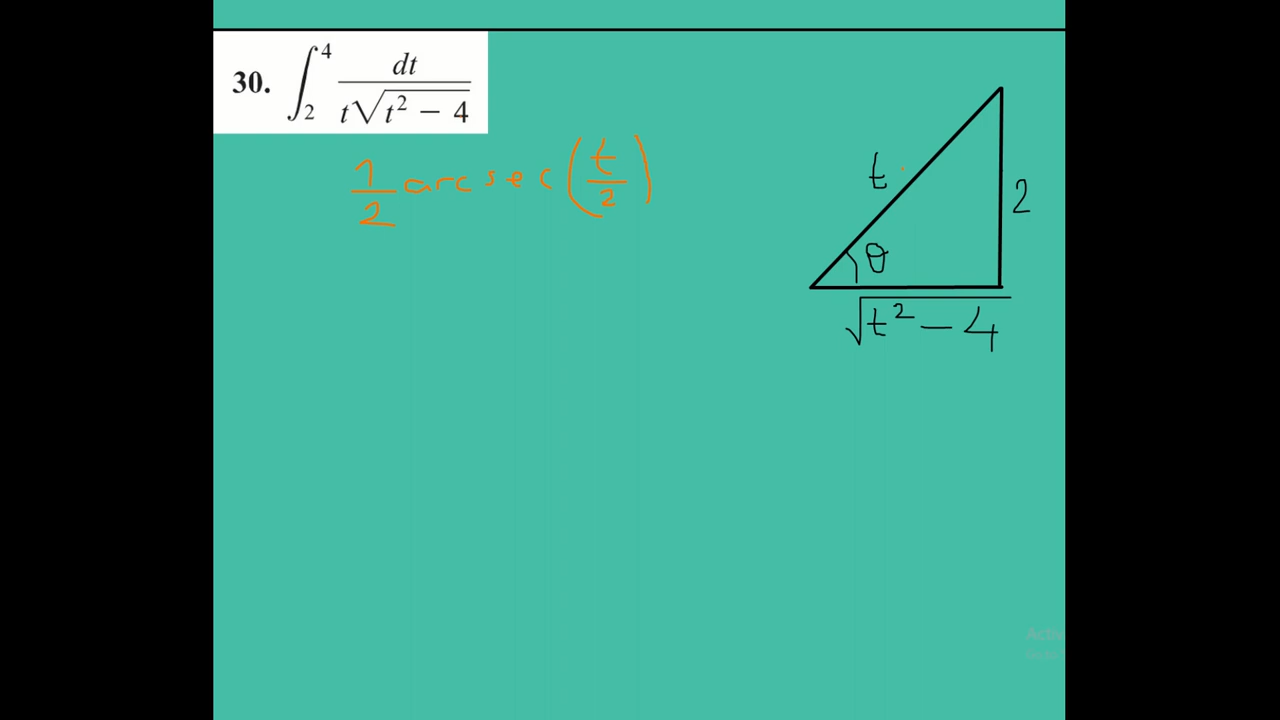 30. ∫₂⁴ dt / (t√(t² − 4))
1/2 arcsec(t/2)
t
2
θ
√(t² − 4)